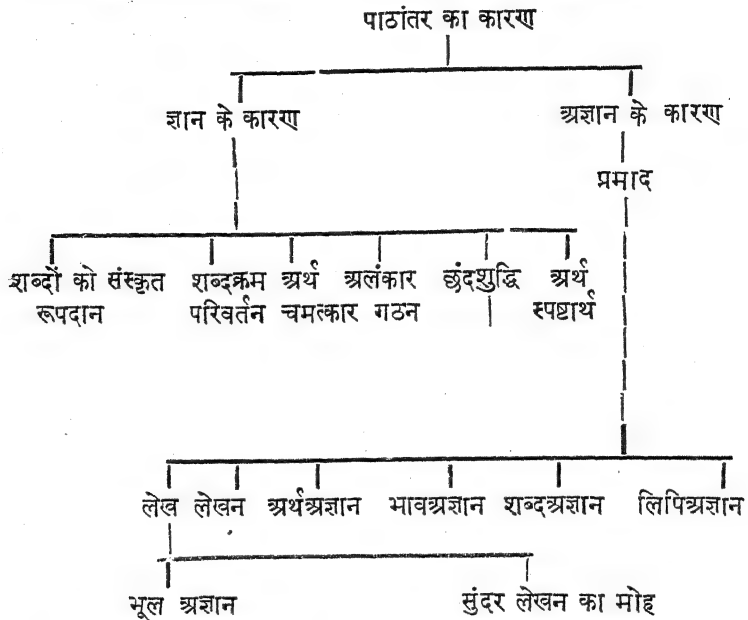 पाठांतर का कारण
ज्ञान के कारण अज्ञान के कारण
प्रमाद
शब्दों को संस्कृत शब्दक्रम अर्थ अलंकार छंदशुद्धि अर्थ
रूपदान परिवर्तन चमत्कार गठन स्पष्टार्थ
लेख लेखन अर्थअज्ञान भावअज्ञान शब्दअज्ञान लिपिअज्ञान
भूल अज्ञान सुंदर लेखन का मोह